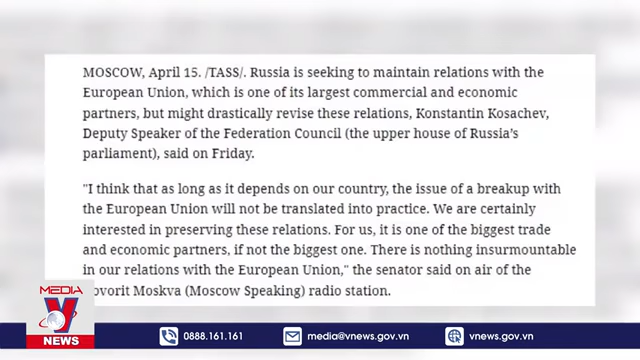 MOSCOW, April 15. /TASS/. Russia is seeking to maintain relations with the
European Union, which is one of its largest commercial and economic
partners, but might drastically revise these relations, Konstantin Kosachev,
Deputy Speaker of the Federation Council (the upper house of Russia's
parliament), said on Friday.
"I think that as long as it depends on our country, the issue of a breakup with
the European Union will not be translated into practice. We are certainly
interested in preserving these relations. For us, it is one of the biggest trade
and economic partners, if not the biggest one. There is nothing insurmountable
in our relations with the European Union," the senator said on air of the
ovorit Moskva (Moscow Speaking) radio station.
MEDIA
V
NEWS
0888.161.161
media@vnews.gov.vn
vnews.gov.vn